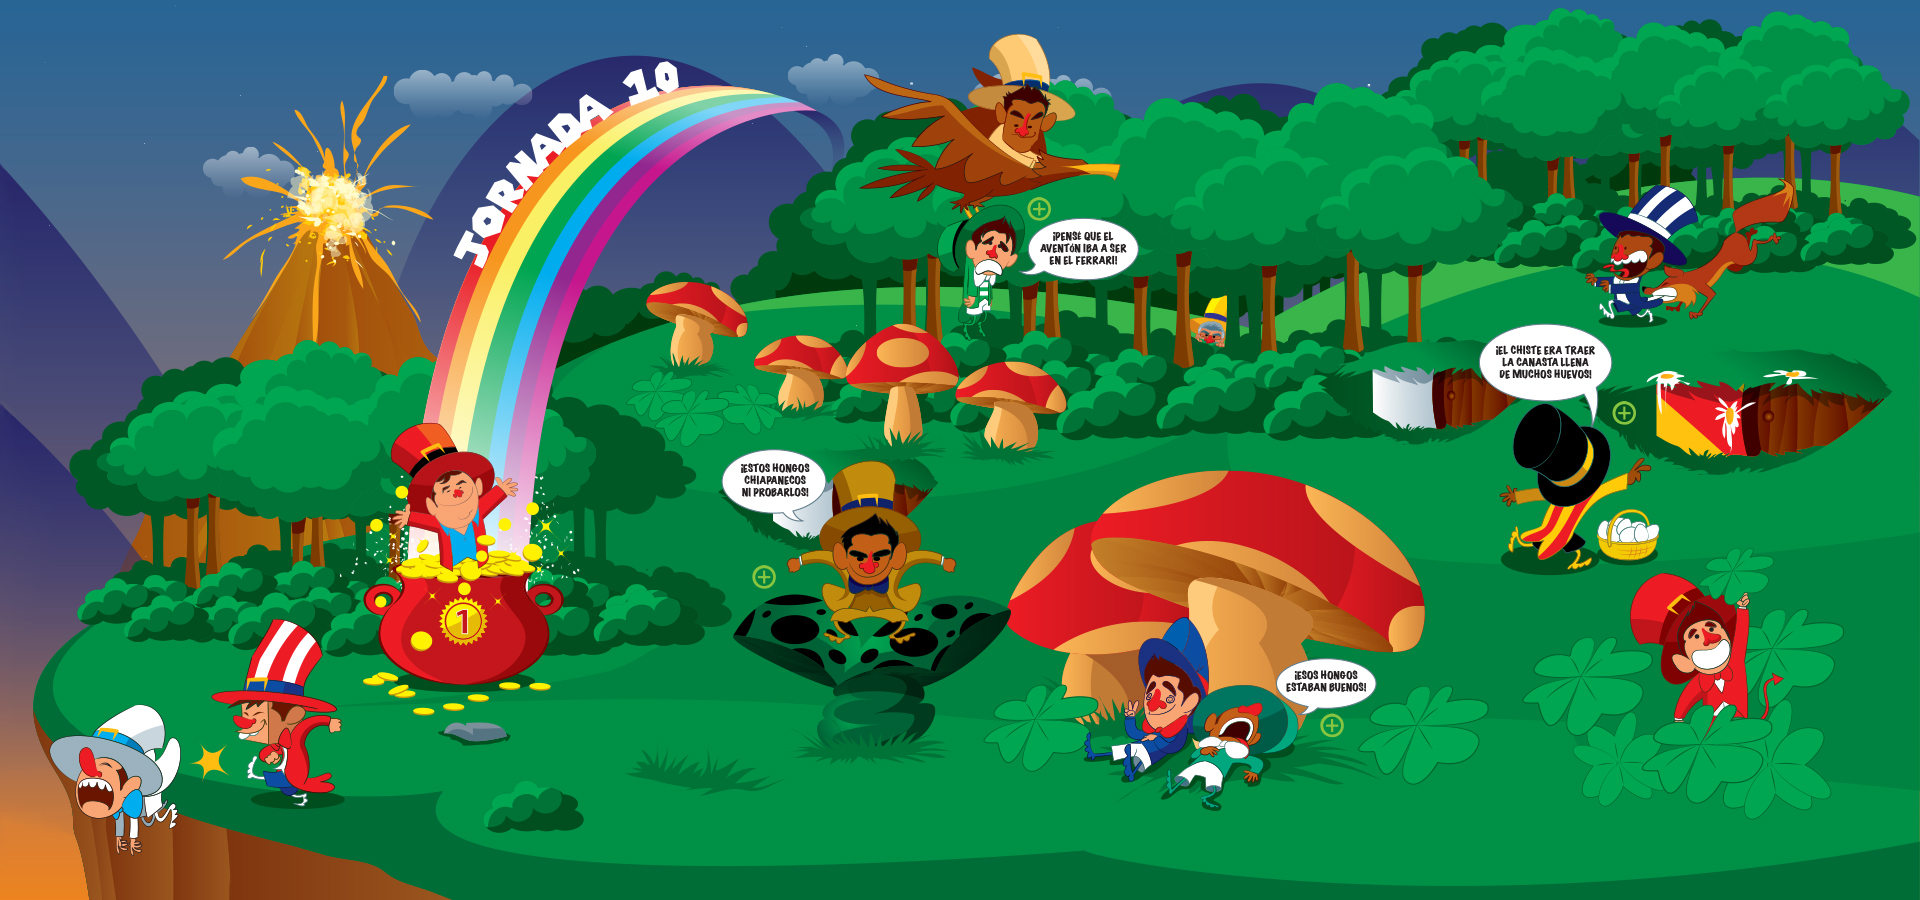 JORNADA 10
¡PENSÉ QUE EL
AVENTÓN IBA A SER
EN EL FERRARI!
¡EL CHISTE ERA TRAER
LA CANASTA LLENA
DE MUCHOS HUEVOS!
¡ESTOS HONGOS
CHIAPANECOS
NI PROBARLOS!
1
¡ESOS HONGOS
ESTABAN BUENOS!